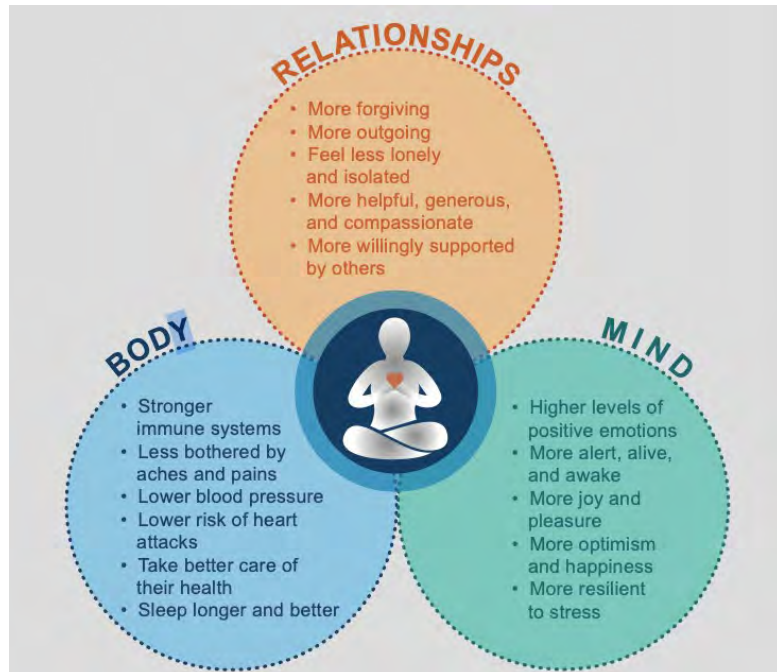 RELATIONSHIPS
• More forgiving
• More outgoing
• Feel less lonely
and isolated
• More helpful, generous,
and compassionate
• More willingly supported
by others
BODY
• Stronger
immune systems
• Less bothered by
aches and pains
• Lower blood pressure
• Lower risk of heart
attacks
• Take better care of
their health
• Sleep longer and better
MIND
• Higher levels of
positive emotions
• More alert, alive,
and awake
• More joy and
pleasure
• More optimism
and happiness
• More resilient
to stress